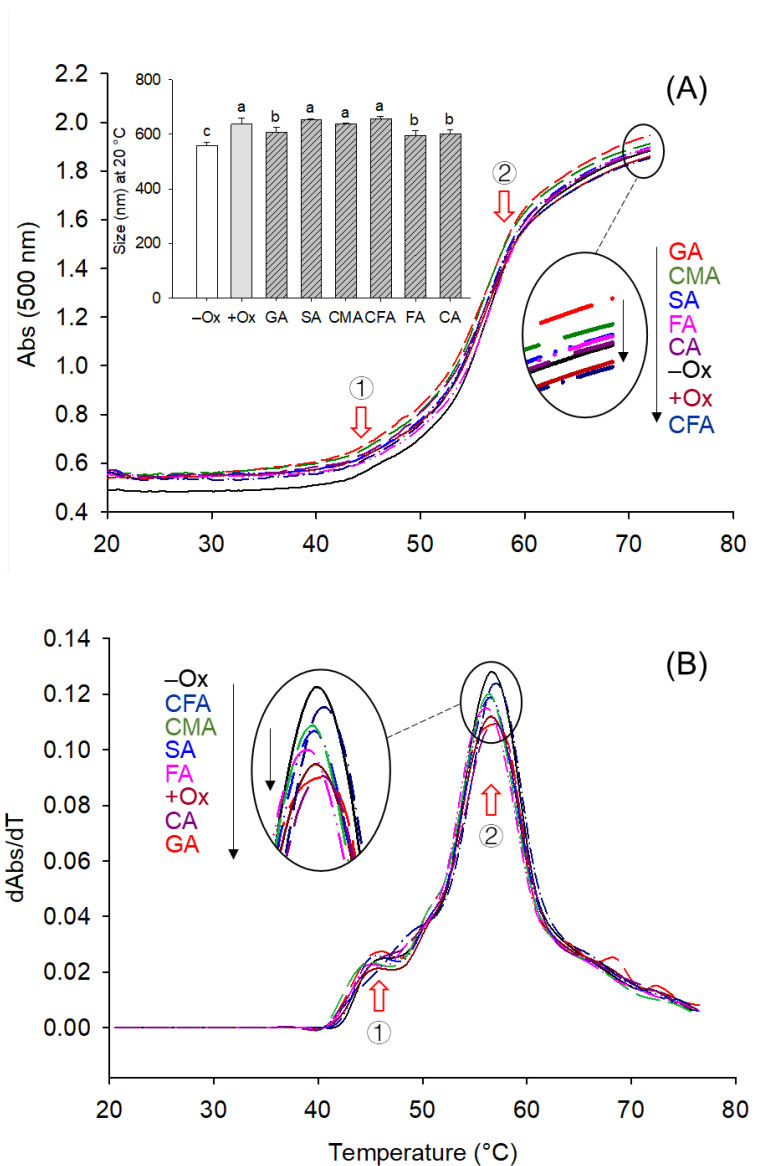 (A)
Abs (500 nm)
2.2
2.0
1.8
1.6
1.4
1.2
1.0
0.8
0.6
0.4
20 30 40 50 60 70 80
Size (nm) at 20 °C
800
600
400
200
0
c a b a a a b b
–Ox +Ox GA SA CMA CFA FA CA
①
②
GA
CMA
SA
FA
CA
–Ox
+Ox
CFA
(B)
dAbs/dT
0.14
0.12
0.10
0.08
0.06
0.04
0.02
0.00
–Ox
CFA
CMA
SA
FA
+Ox
CA
GA
②
①
20 30 40 50 60 70 80
Temperature (°C)